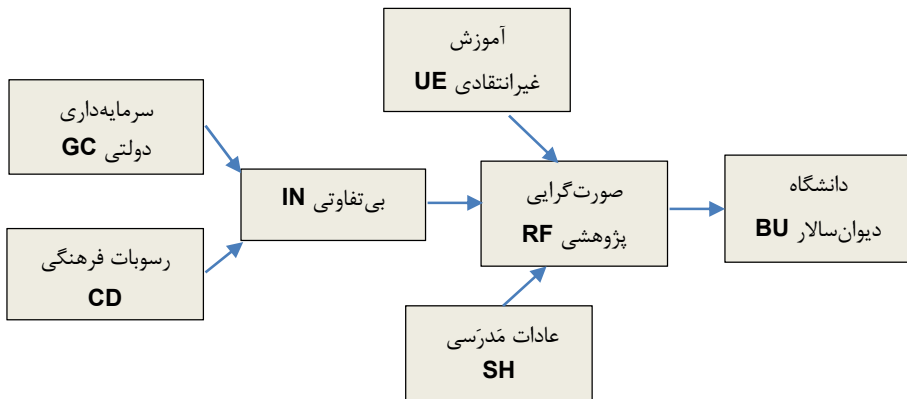 آموزش
غیرانتقادی UE
سرمایه‌داری
دولتی GC
بی‌تفاوتی IN
صورت‌گرایی
پژوهشی RF
دانشگاه
دیوان‌سالار BU
رسوبات فرهنگی
CD
عادات مَدرَسی
SH